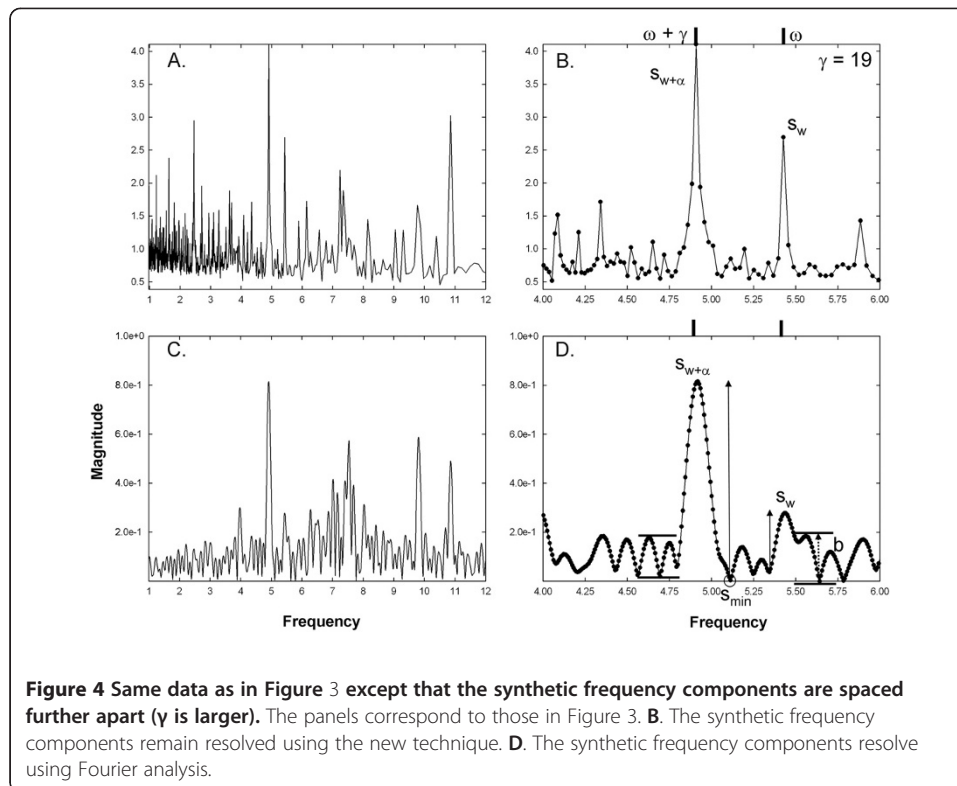 A.
4.0
3.5
3.0
2.5
2.0
1.5
1.0
0.5
1 2 3 4 5 6 7 8 9 10 11 12
ω + γ ω
B. γ = 19
s_{w+α}
s_w
4.0
3.5
3.0
2.5
2.0
1.5
1.0
0.5
4.00 4.25 4.50 4.75 5.00 5.25 5.50 5.75 6.00
C.
1.0e+0
8.0e-1
6.0e-1
4.0e-1
2.0e-1
Magnitude
1 2 3 4 5 6 7 8 9 10 11 12
Frequency
D.
1.0e+0
8.0e-1
6.0e-1
4.0e-1
2.0e-1
s_{w+α}
s_w
b
s_{min}
4.00 4.25 4.50 4.75 5.00 5.25 5.50 5.75 6.00
Frequency
Figure 4 Same data as in Figure 3 except that the synthetic frequency components are spaced
further apart (γ is larger). The panels correspond to those in Figure 3. B. The synthetic frequency
components remain resolved using the new technique. D. The synthetic frequency components resolve
using Fourier analysis.